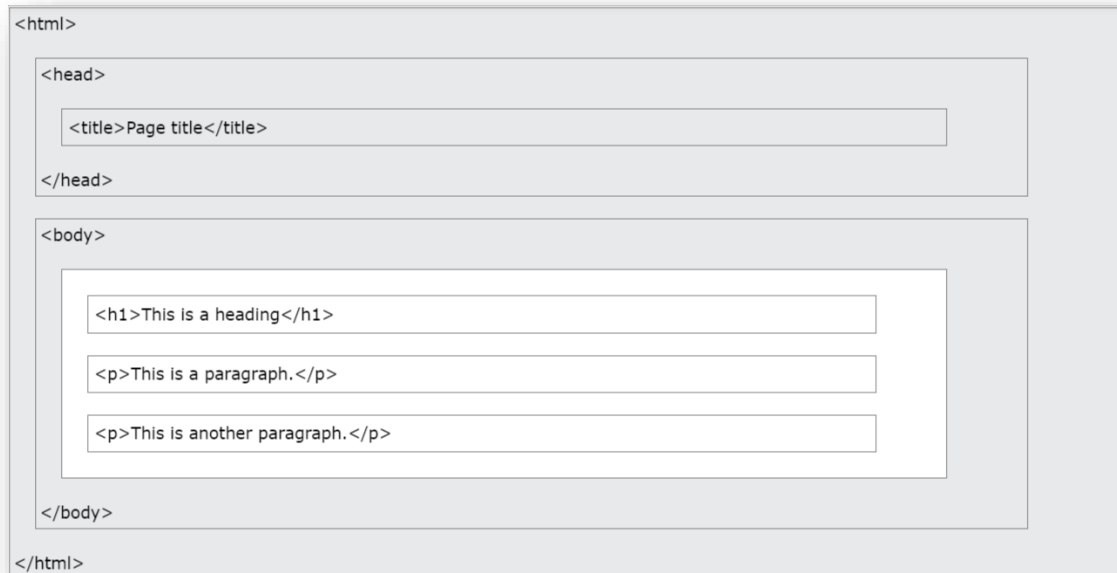 <html>
<head>
<title>Page title</title>
</head>
<body>
<h1>This is a heading</h1>
<p>This is a paragraph.</p>
<p>This is another paragraph.</p>
</body>
</html>